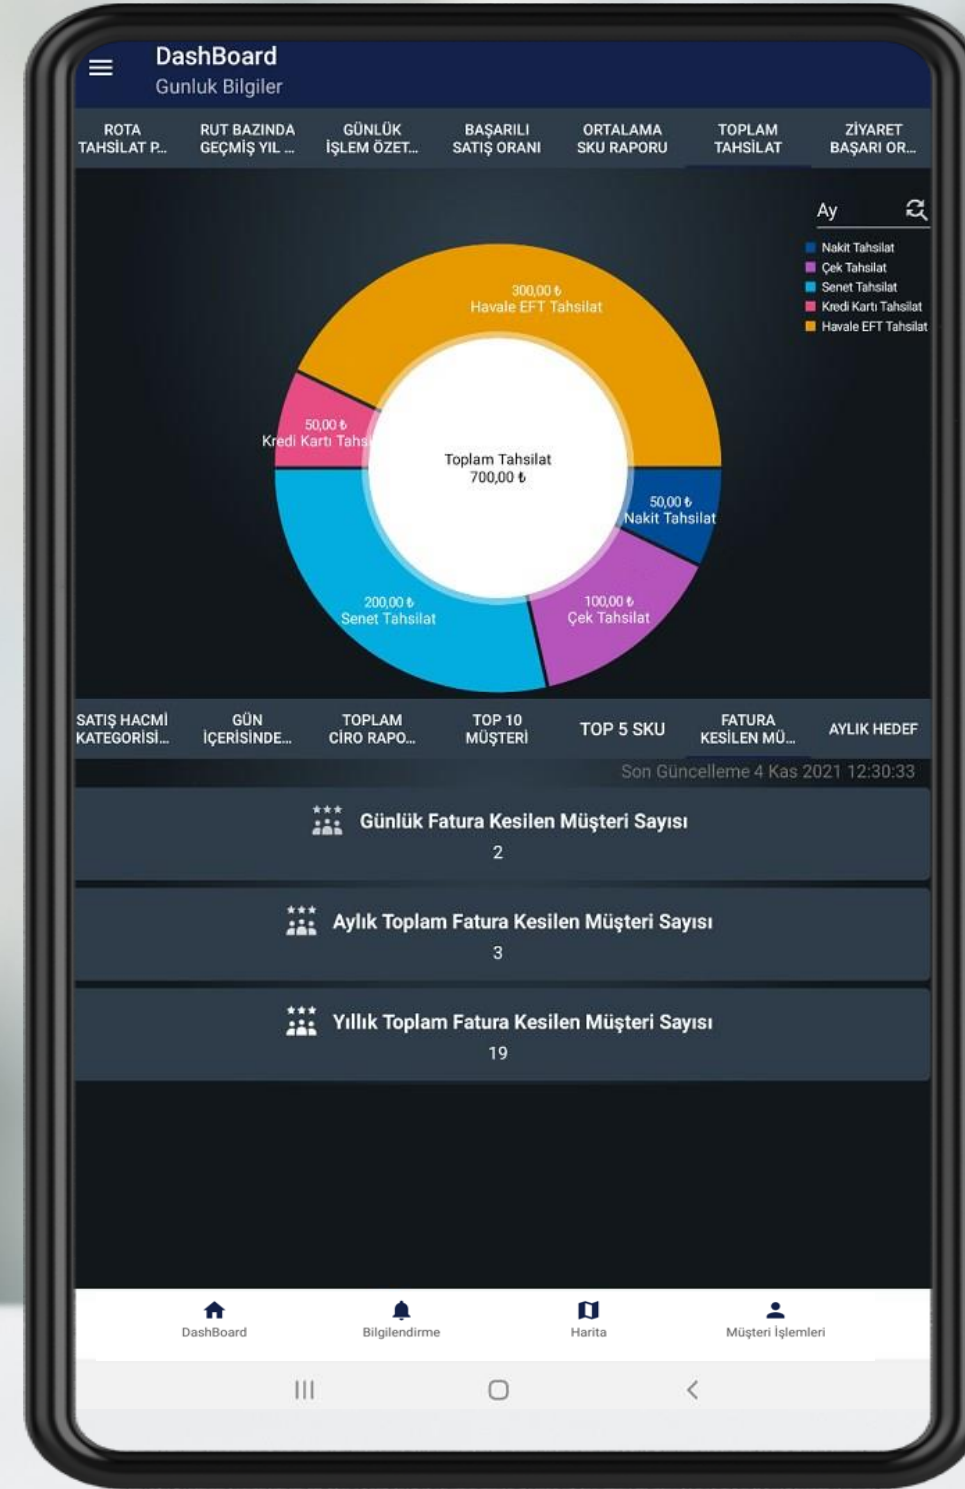 DashBoard
Gunluk Bilgiler
ROTA
TAHSİLAT P...
RUT BAZINDA
GEÇMİŞ YIL ...
GÜNLÜK
İŞLEM ÖZET...
BAŞARILI
SATIŞ ORANI
ORTALAMA
SKU RAPORU
TOPLAM
TAHSİLAT
ZİYARET
BAŞARI OR...
Ay
Nakit Tahsilat
Çek Tahsilat
Senet Tahsilat
Kredi Kartı Tahsilat
Havale EFT Tahsilat
300,00 ₺
Havale EFT Tahsilat
50,00 ₺
Kredi Kartı Tahs
Toplam Tahsilat
700,00 ₺
50,00 ₺
Nakit Tahsilat
200,00 ₺
Senet Tahsilat
100,00 ₺
Çek Tahsilat
SATIŞ HACMİ
KATEGORİSİ...
GÜN
İÇERİSİNDE...
TOPLAM
CİRO RAPO...
TOP 10
MÜŞTERİ
TOP 5 SKU
FATURA
KESİLEN MÜ...
AYLIK HEDEF
Son Güncelleme 4 Kas 2021 12:30:33
Günlük Fatura Kesilen Müşteri Sayısı
2
Aylık Toplam Fatura Kesilen Müşteri Sayısı
3
Yıllık Toplam Fatura Kesilen Müşteri Sayısı
19
DashBoard
Bilgilendirme
Harita
Müşteri İşlemleri